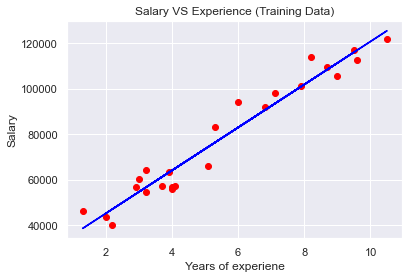 Salary VS Experience (Training Data)
120000
100000
80000
60000
40000
Salary
2 4 6 8 10
Years of experiene